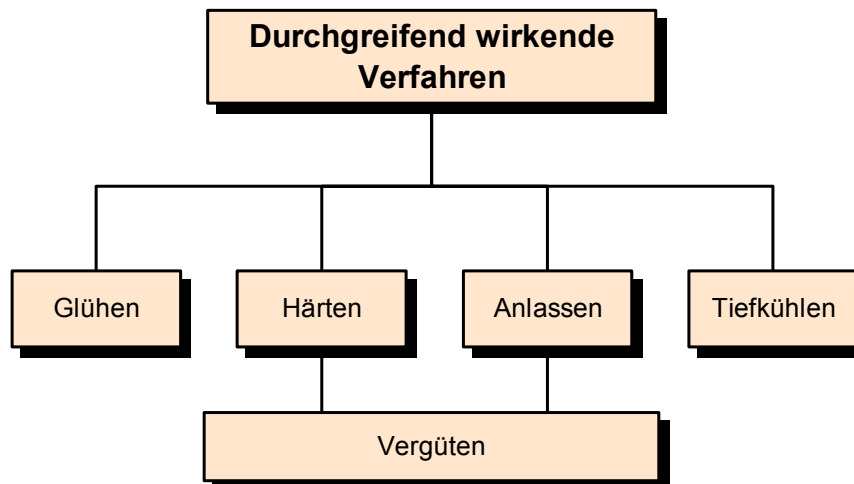 Durchgreifend wirkende
Verfahren
Glühen
Härten
Anlassen
Tiefkühlen
Vergüten